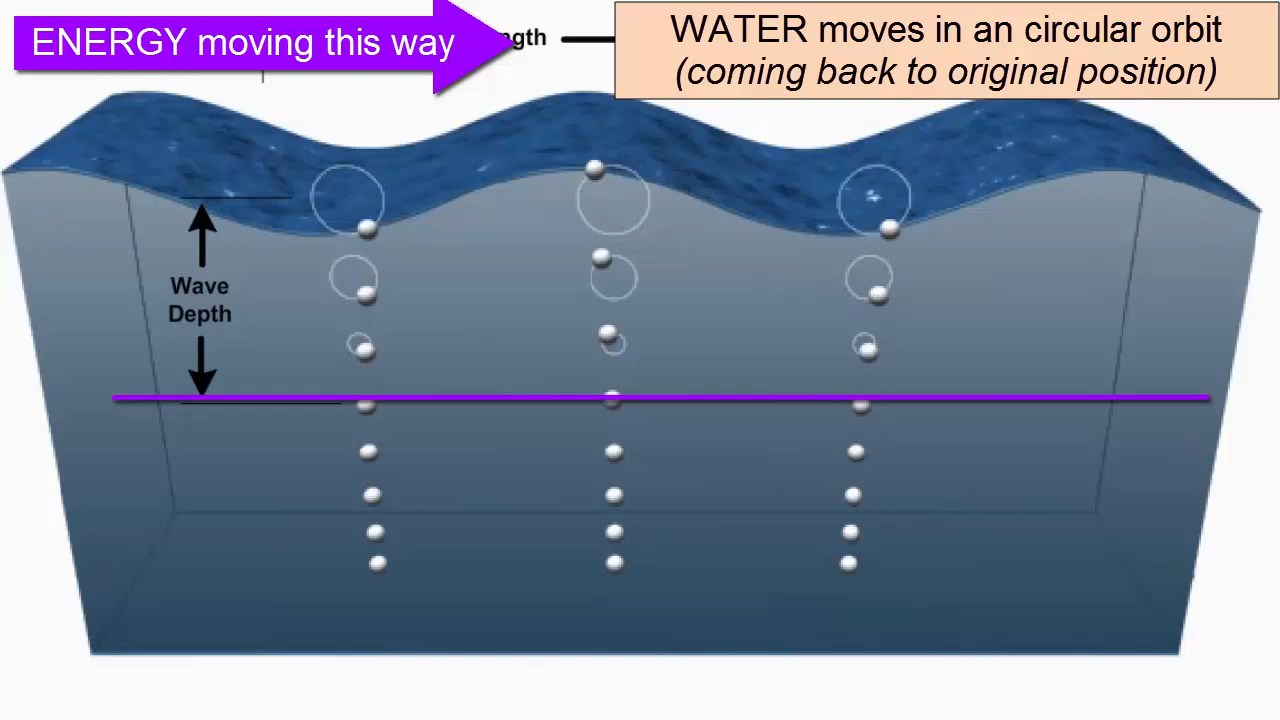 ENERGY moving this way
WATER moves in an circular orbit
(coming back to original position)
Wave
Depth